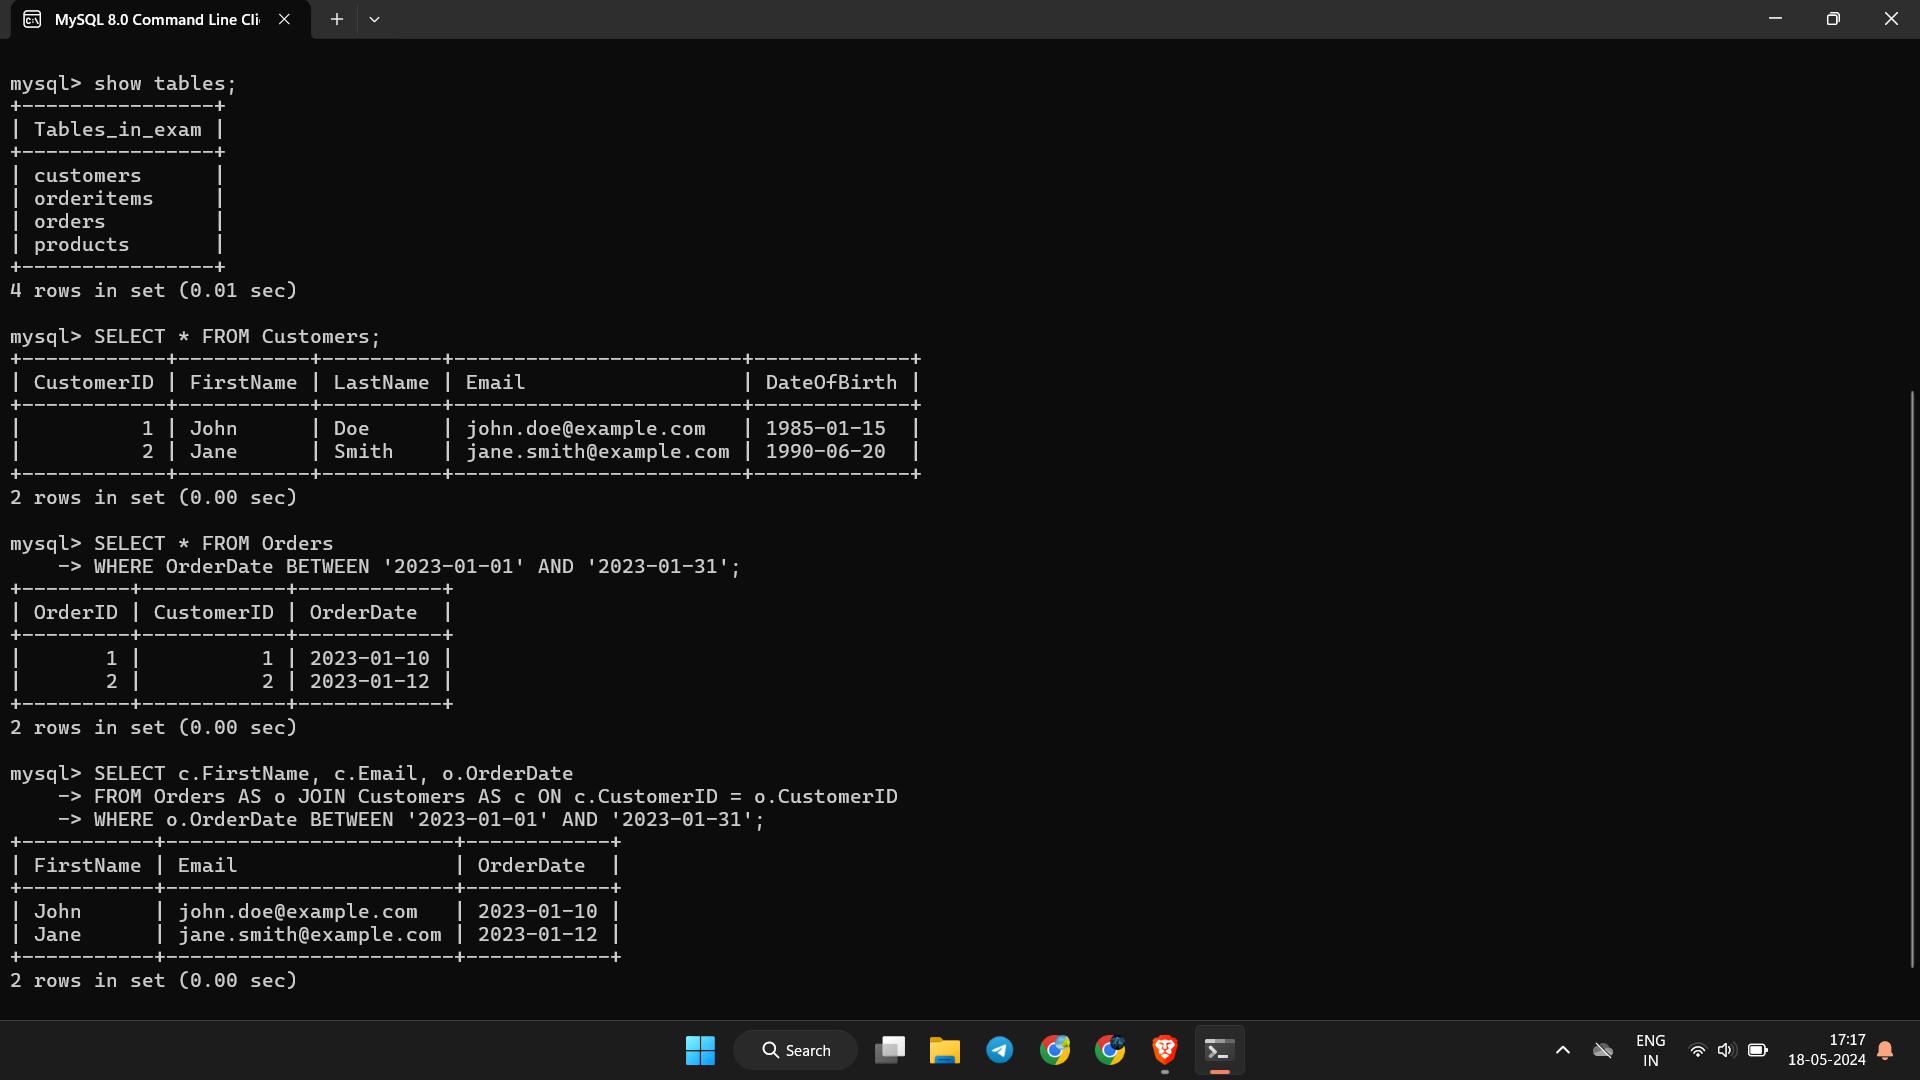 MySQL 8.0 Command Line Cli
mysql> show tables;
+----------------+
| Tables_in_exam |
+----------------+
| customers      |
| orderitems     |
| orders         |
| products       |
+----------------+
4 rows in set (0.01 sec)
mysql> SELECT * FROM Customers;
+------------+-----------+----------+------------------------+-------------+
| CustomerID | FirstName | LastName | Email                  | DateOfBirth |
+------------+-----------+----------+------------------------+-------------+
|          1 | John      | Doe      | john.doe@example.com   | 1985-01-15  |
|          2 | Jane      | Smith    | jane.smith@example.com | 1990-06-20  |
+------------+-----------+----------+------------------------+-------------+
2 rows in set (0.00 sec)
mysql> SELECT * FROM Orders
    -> WHERE OrderDate BETWEEN '2023-01-01' AND '2023-01-31';
+---------+------------+------------+
| OrderID | CustomerID | OrderDate  |
+---------+------------+------------+
|       1 |          1 | 2023-01-10 |
|       2 |          2 | 2023-01-12 |
+---------+------------+------------+
2 rows in set (0.00 sec)
mysql> SELECT c.FirstName, c.Email, o.OrderDate
    -> FROM Orders AS o JOIN Customers AS c ON c.CustomerID = o.CustomerID
    -> WHERE o.OrderDate BETWEEN '2023-01-01' AND '2023-01-31';
+-----------+------------------------+------------+
| FirstName | Email                  | OrderDate  |
+-----------+------------------------+------------+
| John      | john.doe@example.com   | 2023-01-10 |
| Jane      | jane.smith@example.com | 2023-01-12 |
+-----------+------------------------+------------+
2 rows in set (0.00 sec)
Search
ENG
IN
17:17
18-05-2024